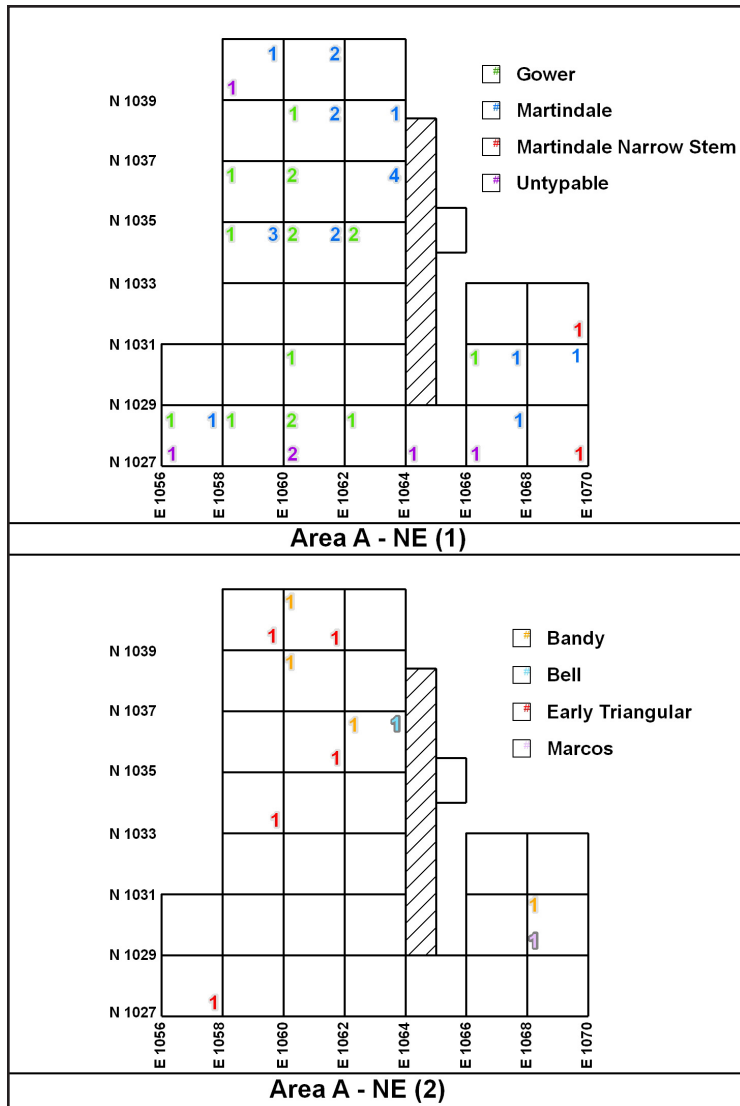 1 2
# Gower
1
N 1039
1 2 1
# Martindale
# Martindale Narrow Stem
N 1037
1 2 4
# Untypable
N 1035
1 3 2 2 2
N 1033
1
N 1031
1 1 1 1
N 1029
1 1 1 2 1 1
1 2 1 1 1
N 1027
E 1056 E 1058 E 1060 E 1062 E 1064 E 1066 E 1068 E 1070
Area A - NE (1)
1
1 1
# Bandy
N 1039
1
# Bell
# Early Triangular
N 1037
1 1
# Marcos
1
N 1035
1
N 1033
N 1031
1
1
N 1029
1
N 1027
E 1056 E 1058 E 1060 E 1062 E 1064 E 1066 E 1068 E 1070
Area A - NE (2)